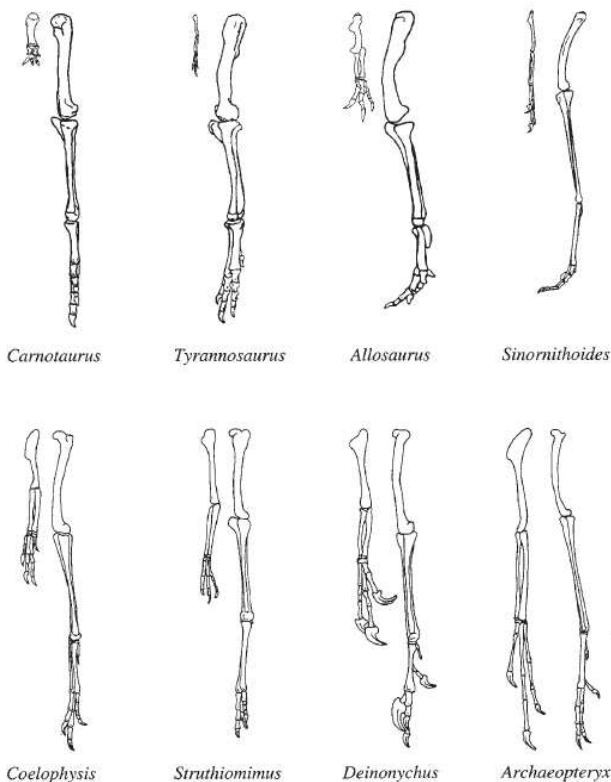 Carnotaurus Tyrannosaurus Allosaurus Sinornithoides
Coelophysis Struthiomimus Deinonychus Archaeopteryx